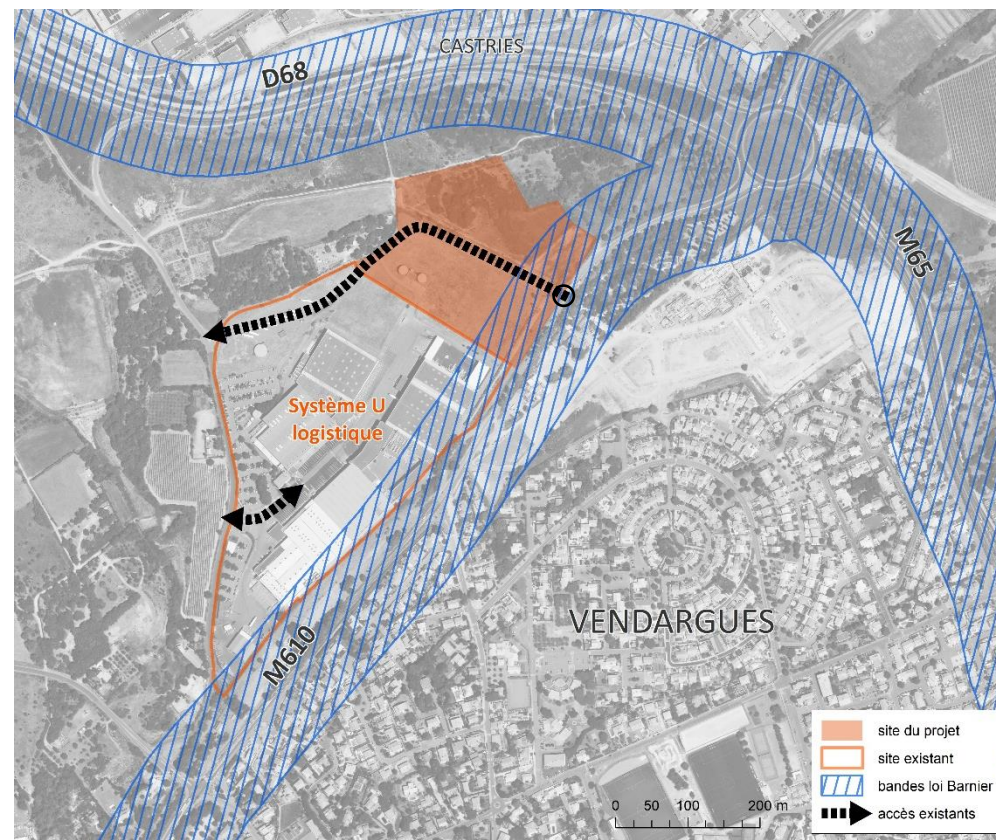 CASTRIES
D68
M65
Système U
logistique
VENDARGUES
M610
site du projet
site existant
bandes loi Barnier
accès existants
0 50 100 200 m